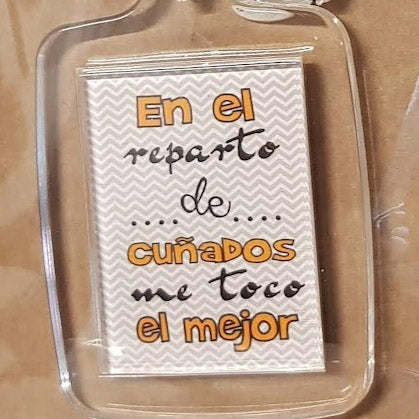 En el
reparto
....de....
cuñados
me toco
el mejor